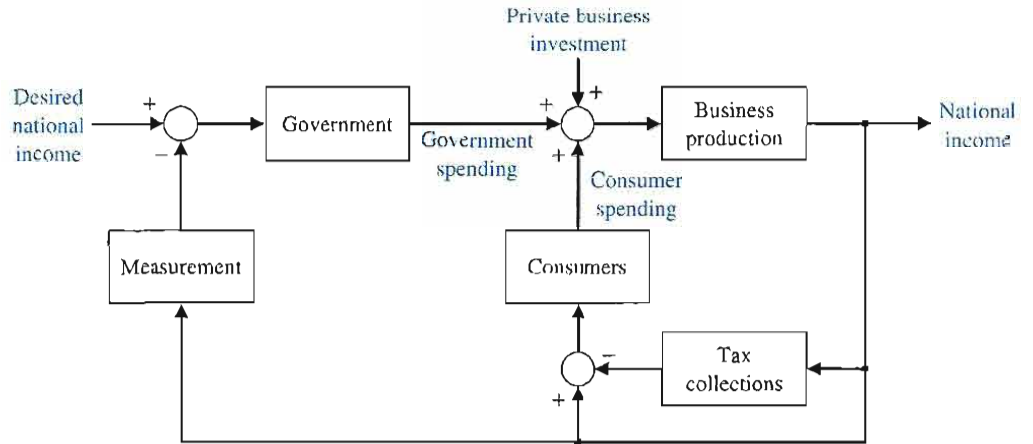 Private business
investment
Desired
national
income
+
−
Government
Government
spending
+
+
+
Business
production
National
income
Consumer
spending
Measurement
Consumers
−
+
Tax
collections